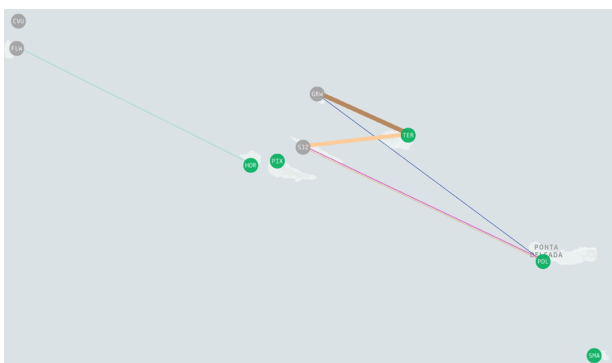 CVU
FLW
GRW
TER
SJZ
HOR
PIX
PONTA
DELGADA
PDL
SMA